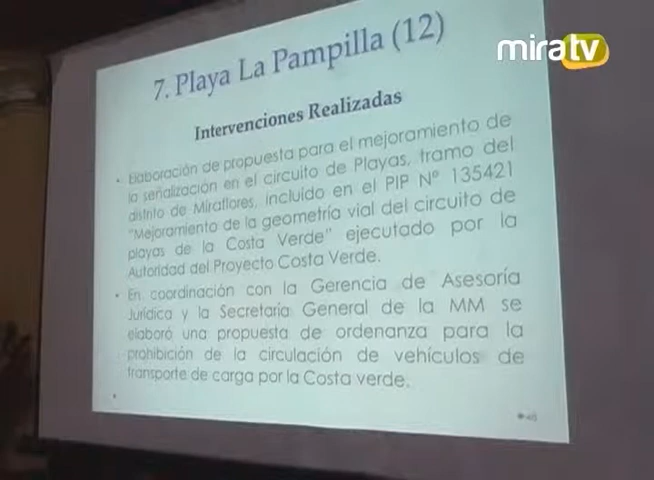 miratv
7. Playa La Pampilla (12)
Intervenciones Realizadas
• Elaboración de propuesta para el mejoramiento de
la señalización en el circuito de Playas, tramo del
distrito de Miraflores, incluido en el PIP Nº 135421
"Mejoramiento de la geometría vial del circuito de
playas de la Costa Verde" ejecutado por la
Autoridad del Proyecto Costa Verde.
• En coordinación con la Gerencia de Asesoría
Jurídica y la Secretaría General de la MM se
elaboró una propuesta de ordenanza para la
prohibición de la circulación de vehículos de
transporte de carga por la Costa verde.